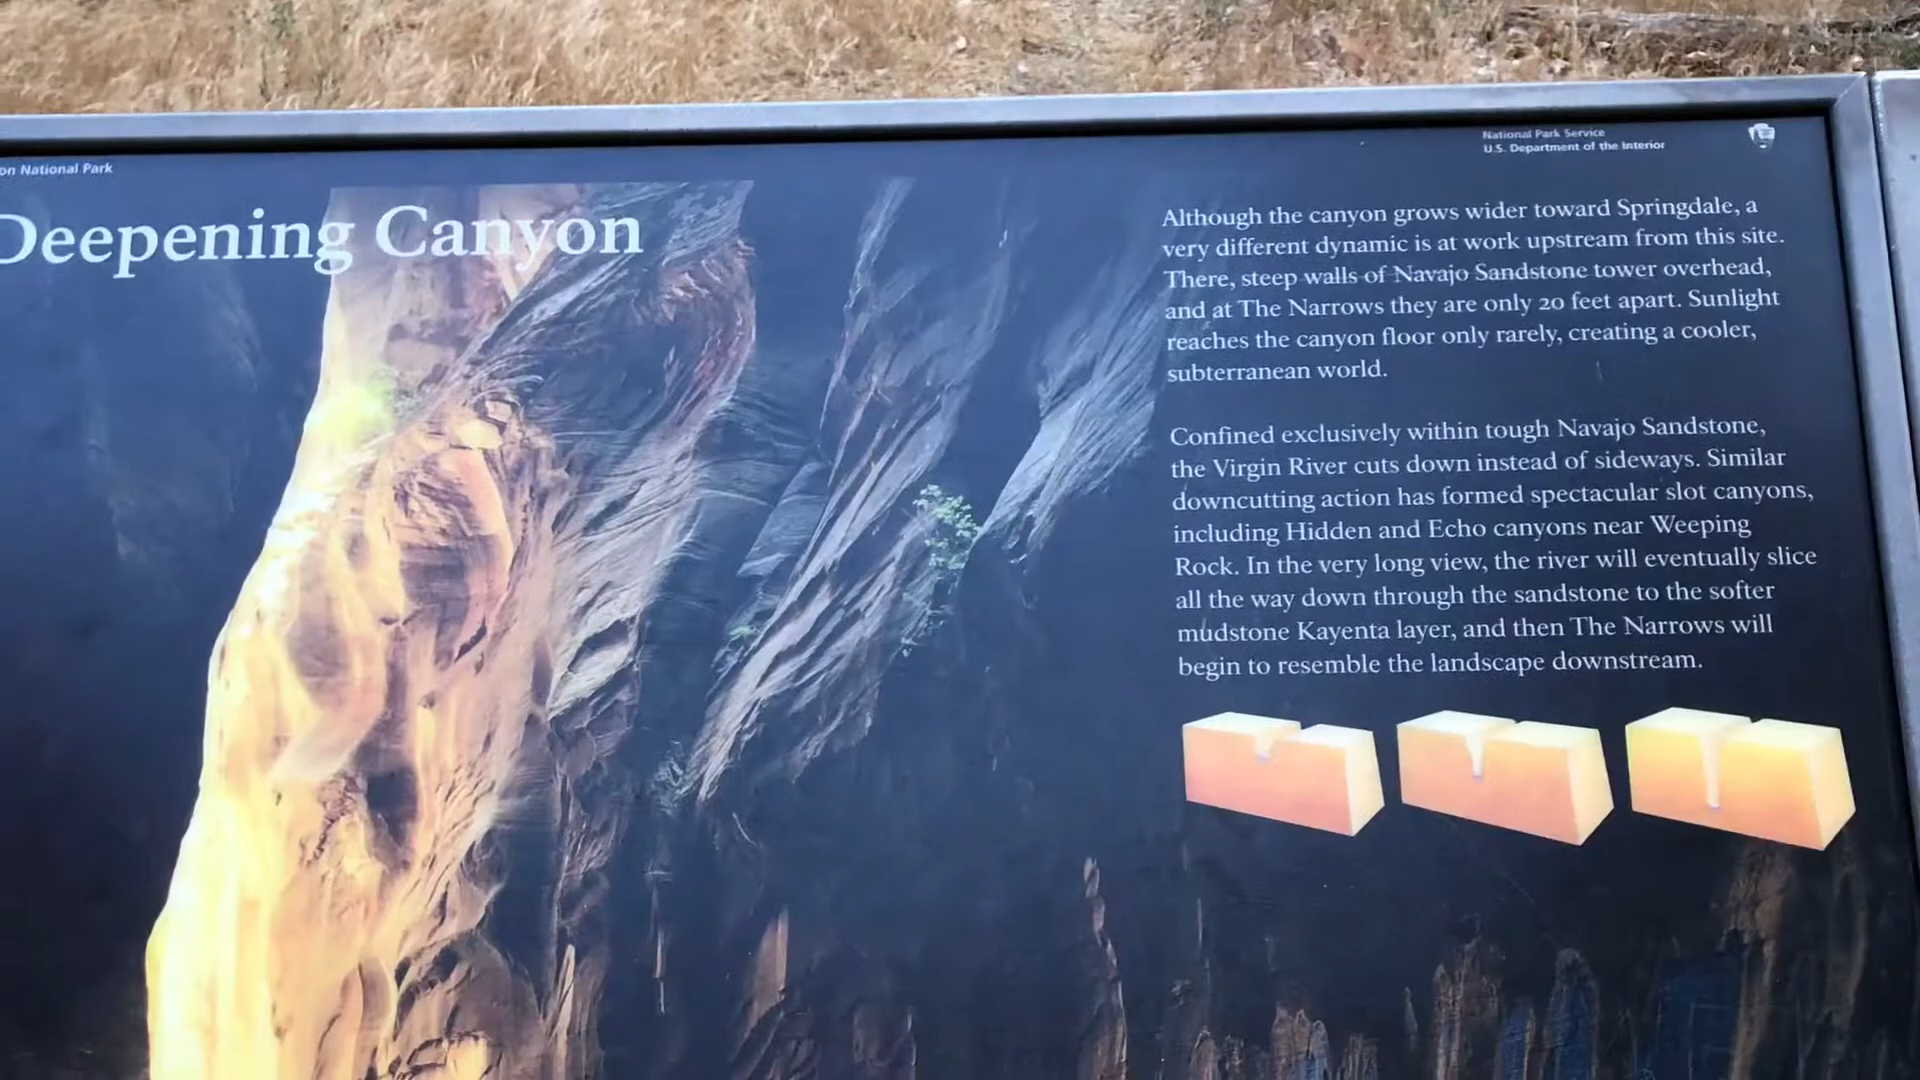 on National Park
National Park Service
U.S. Department of the Interior
Deepening Canyon
Although the canyon grows wider toward Springdale, a
very different dynamic is at work upstream from this site.
There, steep walls of Navajo Sandstone tower overhead,
and at The Narrows they are only 20 feet apart. Sunlight
reaches the canyon floor only rarely, creating a cooler,
subterranean world.
Confined exclusively within tough Navajo Sandstone,
the Virgin River cuts down instead of sideways. Similar
downcutting action has formed spectacular slot canyons,
including Hidden and Echo canyons near Weeping
Rock. In the very long view, the river will eventually slice
all the way down through the sandstone to the softer
mudstone Kayenta layer, and then The Narrows will
begin to resemble the landscape downstream.